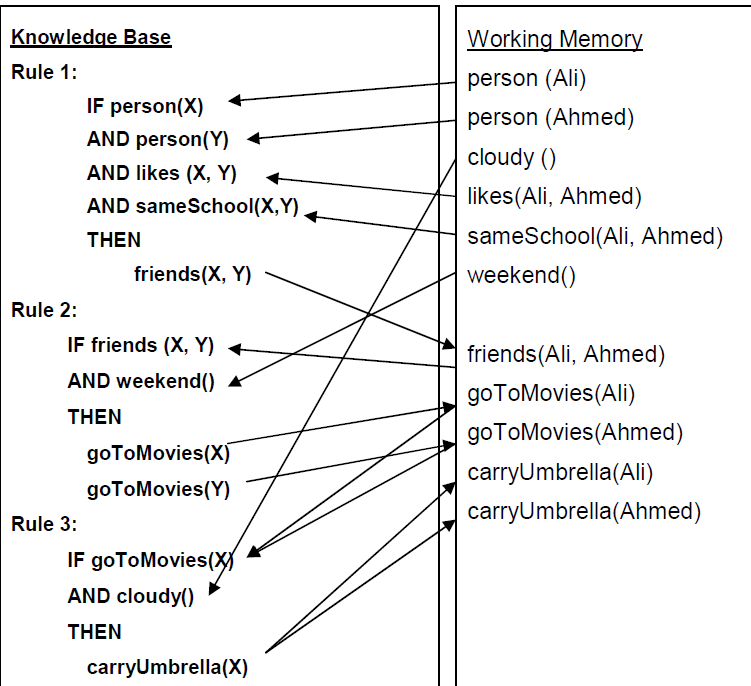 Knowledge Base
Rule 1:
IF person(X)
AND person(Y)
AND likes (X, Y)
AND sameSchool(X,Y)
THEN
friends(X, Y)
Rule 2:
IF friends (X, Y)
AND weekend()
THEN
goToMovies(X)
goToMovies(Y)
Rule 3:
IF goToMovies(X)
AND cloudy()
THEN
carryUmbrella(X)
Working Memory
person (Ali)
person (Ahmed)
cloudy ()
likes(Ali, Ahmed)
sameSchool(Ali, Ahmed)
weekend()
friends(Ali, Ahmed)
goToMovies(Ali)
goToMovies(Ahmed)
carryUmbrella(Ali)
carryUmbrella(Ahmed)